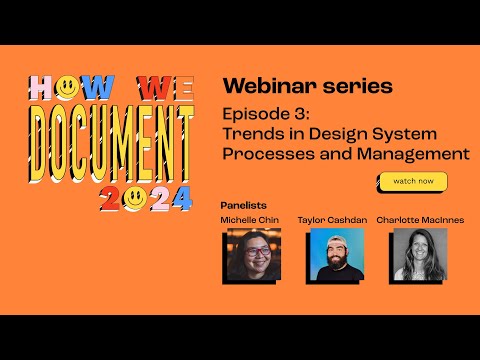 HOW WE
DOCUMENT
2024
Webinar series
Episode 3:
Trends in Design System
Processes and Management
watch now
Panelists
Michelle Chin
Taylor Cashdan
Charlotte MacInnes